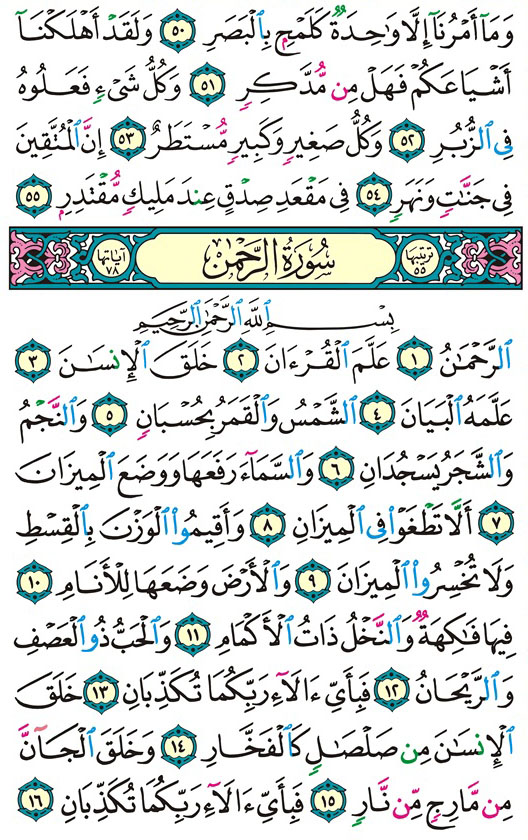 وَمَآ أَمْرُنَآ إِلَّا وَٰحِدَةٌ كَلَمْحٍۭ بِٱلْبَصَرِ ٥٠ وَلَقَدْ أَهْلَكْنَآ
أَشْيَاعَكُمْ فَهَلْ مِن مُّدَّكِرٍ ٥١ وَكُلُّ شَىْءٍ فَعَلُوهُ
فِى ٱلزُّبُرِ ٥٢ وَكُلُّ صَغِيرٍ وَكَبِيرٍ مُّسْتَطَرٌ ٥٣ إِنَّ ٱلْمُتَّقِينَ
فِى جَنَّٰتٍ وَنَهَرٍ ٥٤ فِى مَقْعَدِ صِدْقٍ عِندَ مَلِيكٍ مُّقْتَدِرٍۭ ٥٥
ترتيبها ٥٥ سُورَةُ الرَّحْمٰن آياتها ٧٨
بِسْمِ ٱللَّهِ ٱلرَّحْمَٰنِ ٱلرَّحِيمِ
ٱلرَّحْمَٰنُ ١ عَلَّمَ ٱلْقُرْءَانَ ٢ خَلَقَ ٱلْإِنسَٰنَ ٣
عَلَّمَهُ ٱلْبَيَانَ ٤ ٱلشَّمْسُ وَٱلْقَمَرُ بِحُسْبَانٍ ٥ وَٱلنَّجْمُ
وَٱلشَّجَرُ يَسْجُدَانِ ٦ وَٱلسَّمَآءَ رَفَعَهَا وَوَضَعَ ٱلْمِيزَانَ
٧ أَلَّا تَطْغَوْا۟ فِى ٱلْمِيزَانِ ٨ وَأَقِيمُوا۟ ٱلْوَزْنَ بِٱلْقِسْطِ
وَلَا تُخْسِرُوا۟ ٱلْمِيزَانَ ٩ وَٱلْأَرْضَ وَضَعَهَا لِلْأَنَامِ ١٠
فِيهَا فَٰكِهَةٌ وَٱلنَّخْلُ ذَاتُ ٱلْأَكْمَامِ ١١ وَٱلْحَبُّ ذُو ٱلْعَصْفِ
وَٱلرَّيْحَانُ ١٢ فَبِأَىِّ ءَالَآءِ رَبِّكُمَا تُكَذِّبَانِ ١٣ خَلَقَ
ٱلْإِنسَٰنَ مِن صَلْصَٰلٍ كَٱلْفَخَّارِ ١٤ وَخَلَقَ ٱلْجَآنَّ
مِن مَّارِجٍ مِّن نَّارٍ ١٥ فَبِأَىِّ ءَالَآءِ رَبِّكُمَا تُكَذِّبَانِ ١٦